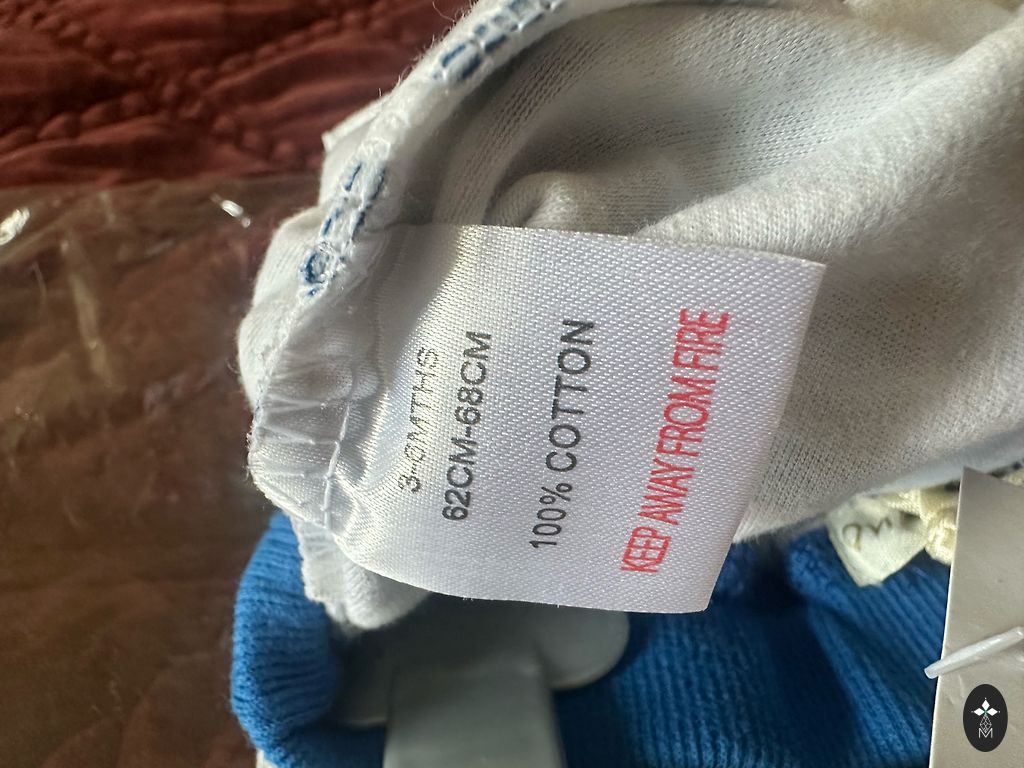 3-6MTHS
62CM-68CM
100% COTTON
KEEP AWAY FROM FIRE
M